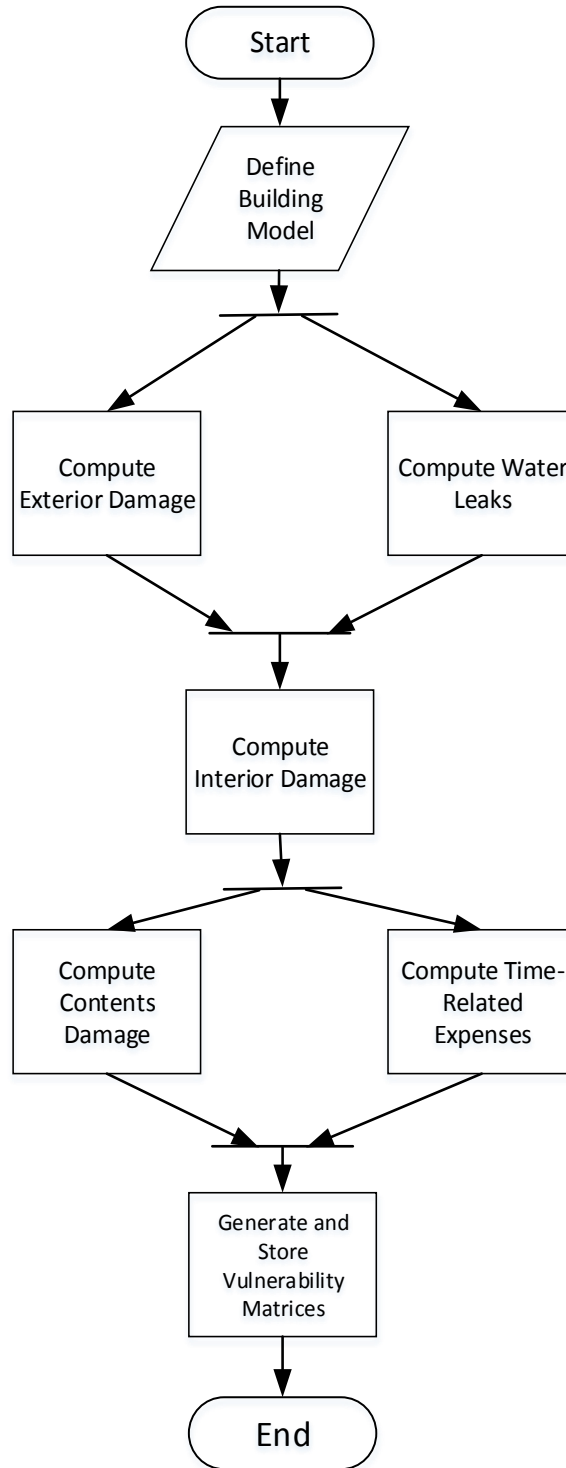 Start
Define
Building
Model
Compute
Exterior Damage
Compute Water
Leaks
Compute
Interior Damage
Compute
Contents
Damage
Compute Time-
Related
Expenses
Generate and
Store
Vulnerability
Matrices
End